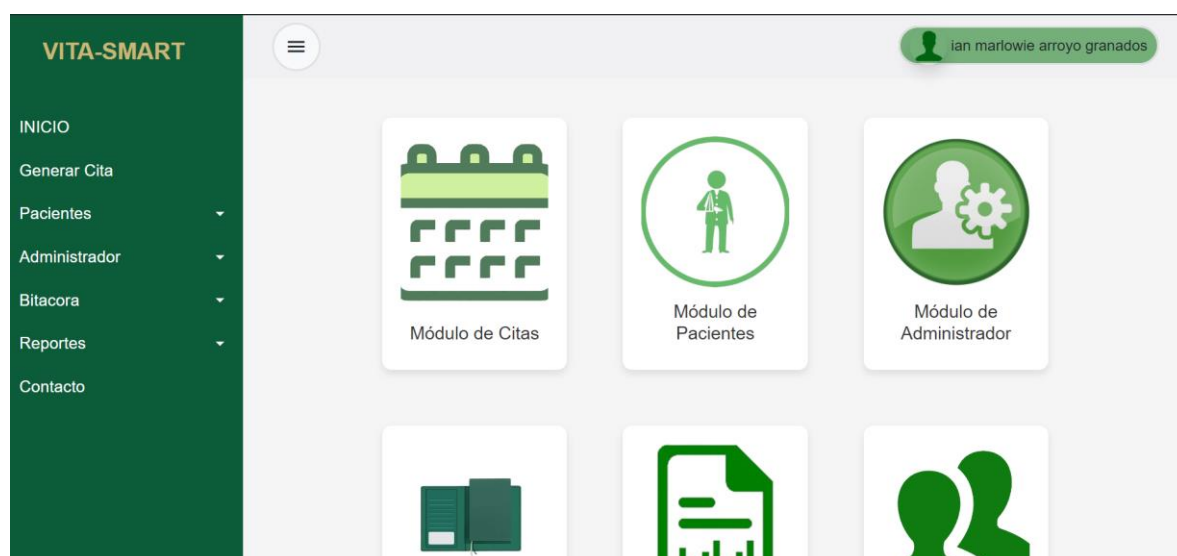 VITA-SMART
ian marlowie arroyo granados
INICIO
Generar Cita
Pacientes
Administrador
Bitacora
Reportes
Contacto
Módulo de Citas
Módulo de
Pacientes
Módulo de
Administrador